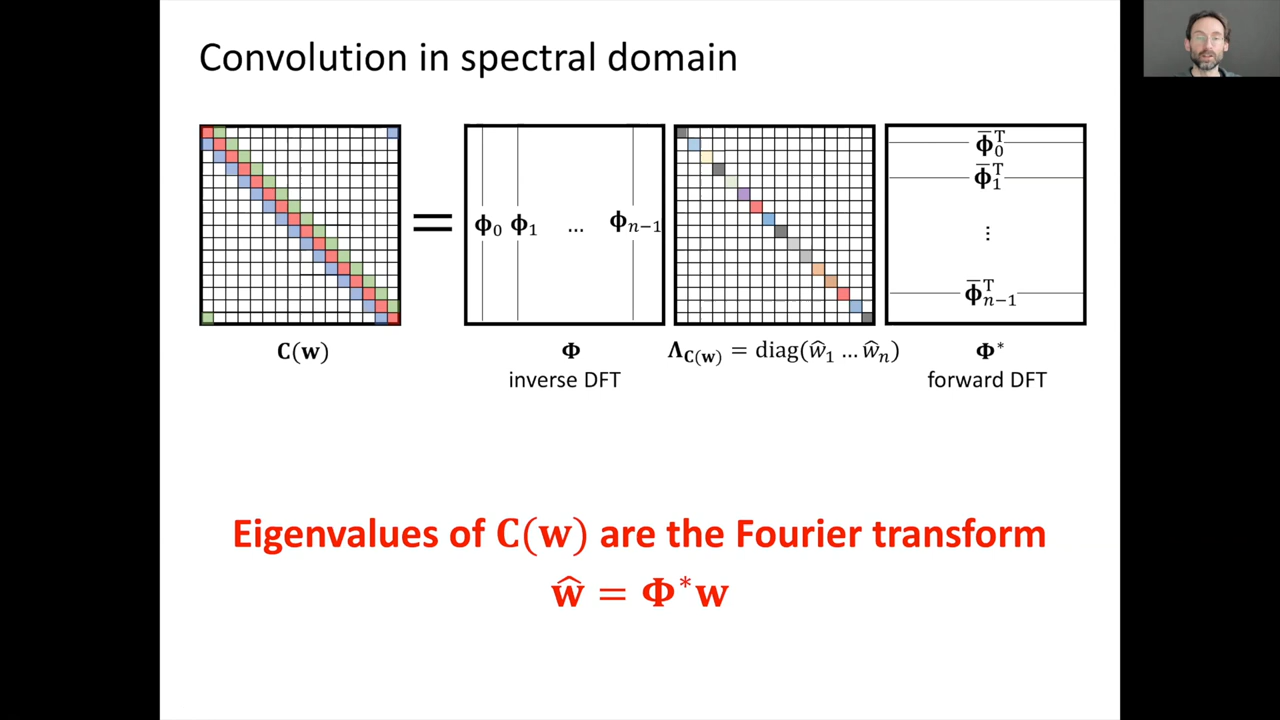 Convolution in spectral domain
=
ϕ₀ ϕ₁ … ϕₙ₋₁
ϕ̅₀ᵀ
ϕ̅₁ᵀ
⋮
ϕ̅ₙ₋₁ᵀ
C(w)
Φ
Λ_C(w) = diag(ŵ₁ … ŵₙ)
Φ*
inverse DFT
forward DFT
Eigenvalues of C(w) are the Fourier transform
ŵ = Φ*w